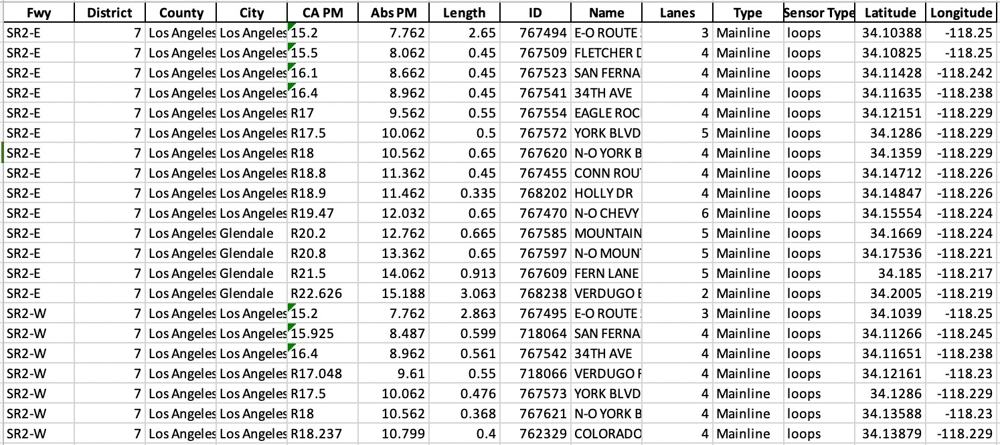 Fwy District County City CA PM Abs PM Length ID Name Lanes Type Sensor Type Latitude Longitude
SR2-E 7 Los Angeles Los Angeles 15.2 7.762 2.65 767494 E-O ROUTE 3 Mainline loops 34.10388 -118.25
SR2-E 7 Los Angeles Los Angeles 15.5 8.062 0.45 767509 FLETCHER D 4 Mainline loops 34.10825 -118.25
SR2-E 7 Los Angeles Los Angeles 16.1 8.662 0.45 767523 SAN FERNA 4 Mainline loops 34.11428 -118.242
SR2-E 7 Los Angeles Los Angeles 16.4 8.962 0.45 767541 34TH AVE 4 Mainline loops 34.11635 -118.238
SR2-E 7 Los Angeles Los Angeles R17 9.562 0.55 767554 EAGLE ROC 4 Mainline loops 34.12151 -118.229
SR2-E 7 Los Angeles Los Angeles R17.5 10.062 0.5 767572 YORK BLVD 5 Mainline loops 34.1286 -118.229
SR2-E 7 Los Angeles Los Angeles R18 10.562 0.65 767620 N-O YORK B 4 Mainline loops 34.1359 -118.229
SR2-E 7 Los Angeles Los Angeles R18.8 11.362 0.45 767455 CONN ROU 4 Mainline loops 34.14712 -118.226
SR2-E 7 Los Angeles Los Angeles R18.9 11.462 0.335 768202 HOLLY DR 4 Mainline loops 34.14847 -118.226
SR2-E 7 Los Angeles Los Angeles R19.47 12.032 0.65 767470 N-O CHEVY 6 Mainline loops 34.15554 -118.224
SR2-E 7 Los Angeles Glendale R20.2 12.762 0.665 767585 MOUNTAIN 5 Mainline loops 34.1669 -118.224
SR2-E 7 Los Angeles Glendale R20.8 13.362 0.65 767597 N-O MOUN 5 Mainline loops 34.17536 -118.221
SR2-E 7 Los Angeles Glendale R21.5 14.062 0.913 767609 FERN LANE 5 Mainline loops 34.185 -118.217
SR2-E 7 Los Angeles Glendale R22.626 15.188 3.063 768238 VERDUGO 2 Mainline loops 34.2005 -118.219
SR2-W 7 Los Angeles Los Angeles 15.2 7.762 2.863 767495 E-O ROUTE 3 Mainline loops 34.1039 -118.25
SR2-W 7 Los Angeles Los Angeles 15.925 8.487 0.599 718064 SAN FERNA 4 Mainline loops 34.11266 -118.245
SR2-W 7 Los Angeles Los Angeles 16.4 8.962 0.561 767542 34TH AVE 4 Mainline loops 34.11651 -118.238
SR2-W 7 Los Angeles Los Angeles R17.048 9.61 0.55 718066 VERDUGO 4 Mainline loops 34.12161 -118.23
SR2-W 7 Los Angeles Los Angeles R17.5 10.062 0.476 767573 YORK BLVD 4 Mainline loops 34.1286 -118.229
SR2-W 7 Los Angeles Los Angeles R18 10.562 0.368 767621 N-O YORK B 4 Mainline loops 34.13588 -118.23
SR2-W 7 Los Angeles Los Angeles R18.237 10.799 0.4 762329 COLORADO 4 Mainline loops 34.13879 -118.229